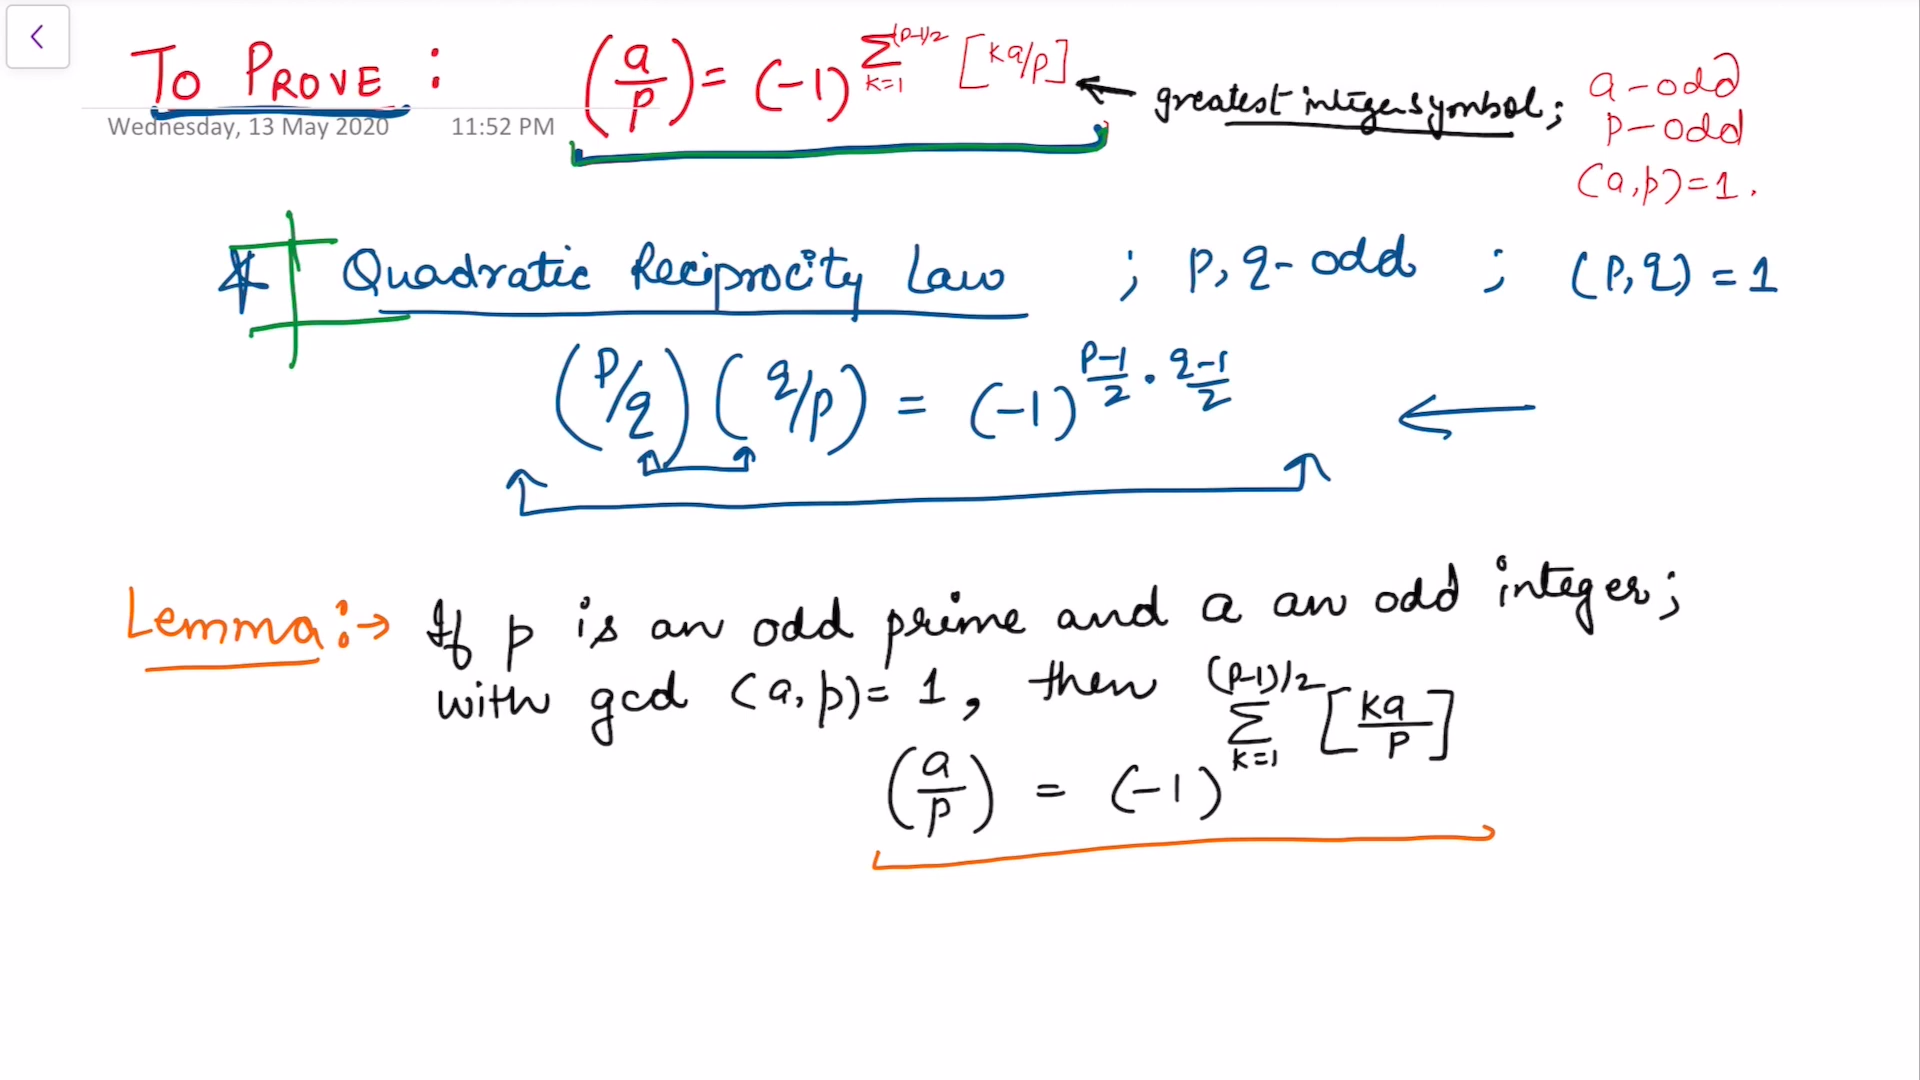 To PROVE : (a/p) = (-1)^{Σ_{k=1}^{(p-1)/2} [ka/p]} ← greatest integer symbol; a - odd
p - odd
(a,p)=1.
Wednesday, 13 May 2020 11:52 PM
* Quadratic Reciprocity Law ; p, q - odd ; (p,q) = 1
(p/q) (q/p) = (-1)^{(p-1)/2 · (q-1)/2} ←
Lemma :→ If p is an odd prime and a an odd integer;
with gcd (a,p)= 1, then
(a/p) = (-1)^{Σ_{k=1}^{(p-1)/2} [ka/p]}